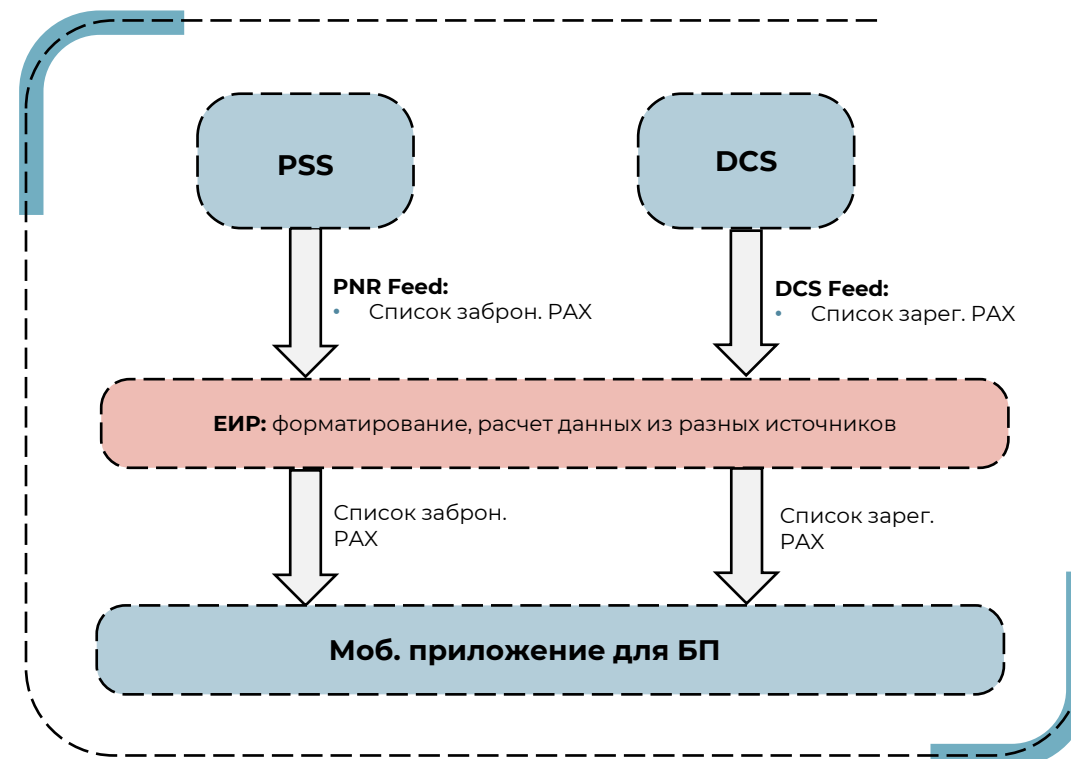 PSS
DCS
PNR Feed:
• Список заброн. PAX
DCS Feed:
• Список зарег. PAX
ЕИР: форматирование, расчет данных из разных источников
Список заброн.
PAX
Список зарег.
PAX
Моб. приложение для БП